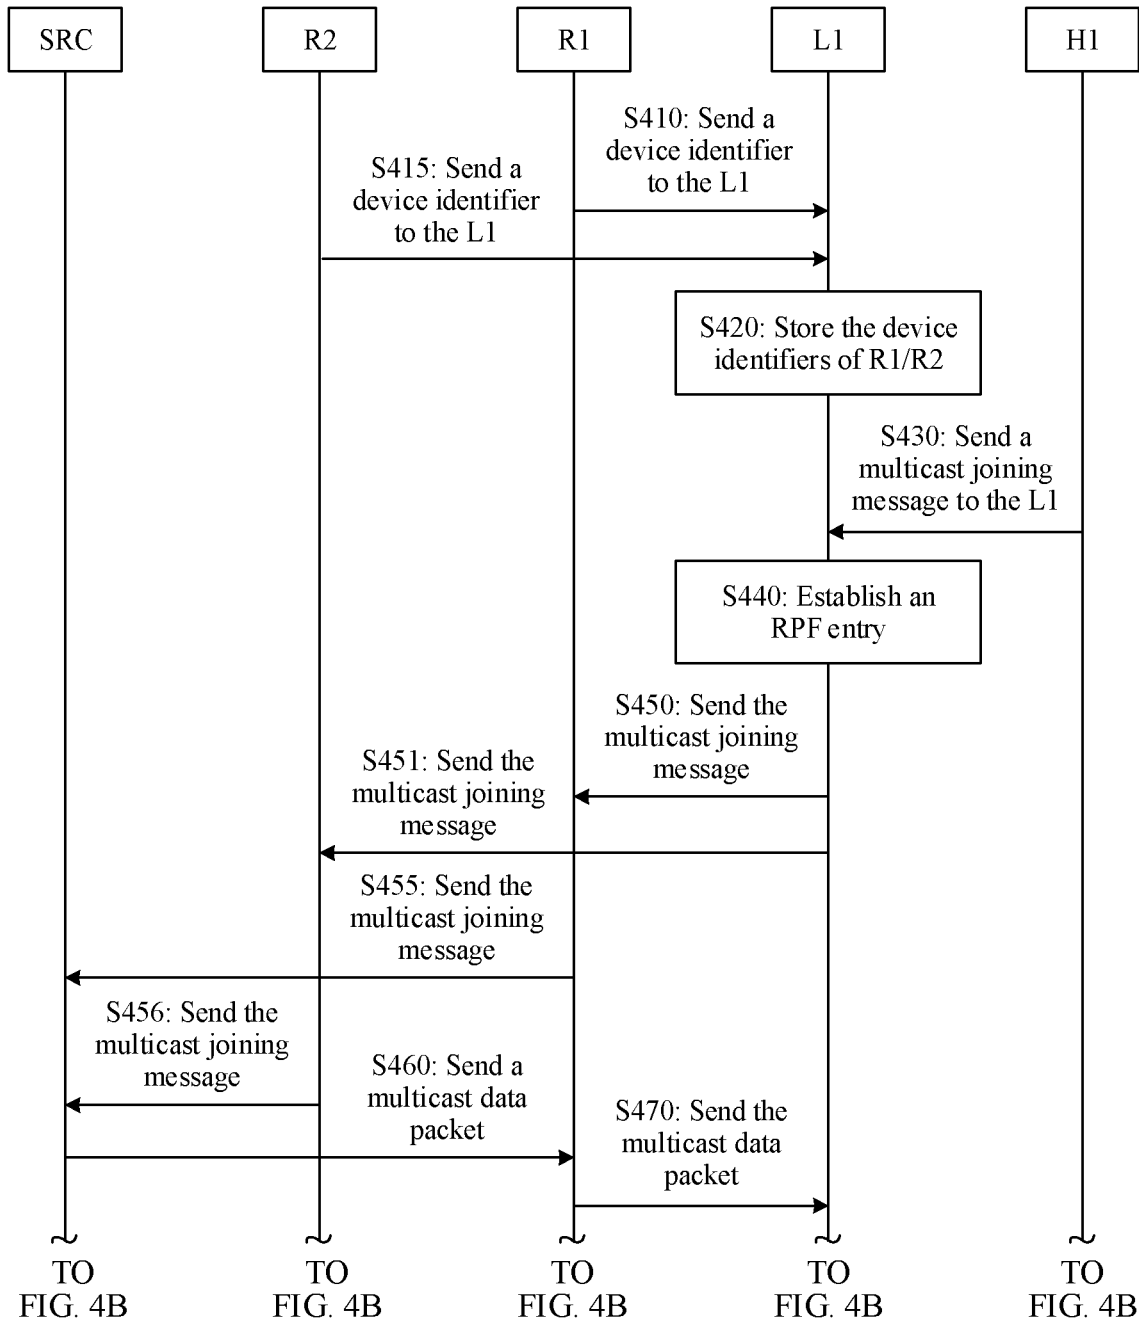 SRC
R2
R1
L1
H1
S410: Send a
device identifier
to the L1
S415: Send a
device identifier
to the L1
S420: Store the device
identifiers of R1/R2
S430: Send a
multicast joining
message to the L1
S440: Establish an
RPF entry
S450: Send the
multicast joining
message
S451: Send the
multicast joining
message
S455: Send the
multicast joining
message
S456: Send the
multicast joining
message
S460: Send a
multicast data
packet
S470: Send the
multicast data
packet
TO
FIG. 4B
TO
FIG. 4B
TO
FIG. 4B
TO
FIG. 4B
TO
FIG. 4B